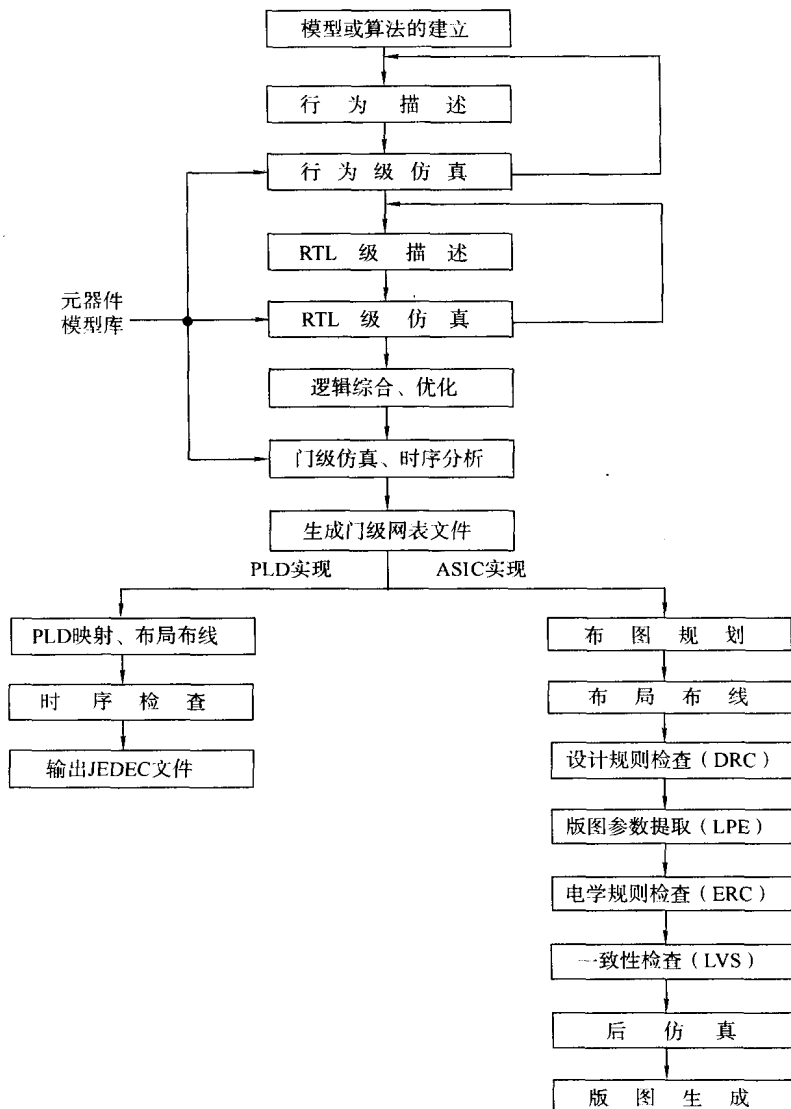 模型或算法的建立
行为描述
行为级仿真
RTL级描述
元器件
模型库
RTL级仿真
逻辑综合、优化
门级仿真、时序分析
生成门级网表文件
PLD实现
ASIC实现
PLD映射、布局布线
时序检查
输出JEDEC文件
布图规划
布局布线
设计规则检查(DRC)
版图参数提取(LPE)
电学规则检查(ERC)
一致性检查(LVS)
后仿真
版图生成